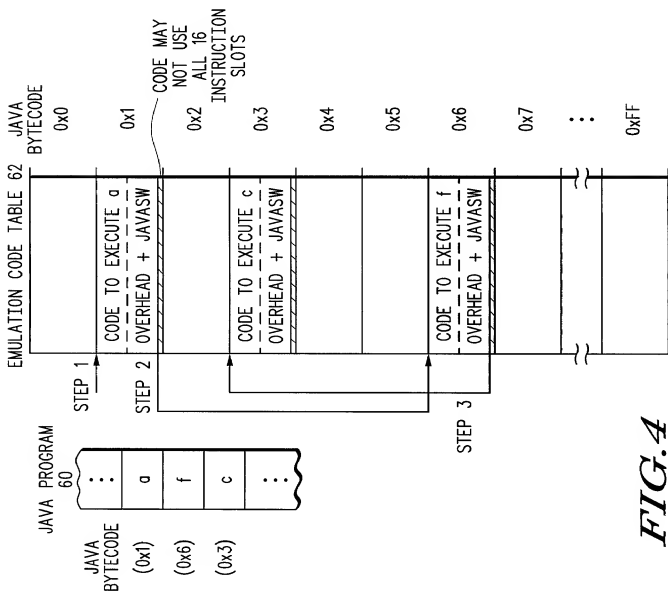 JAVA PROGRAM
60
JAVA
BYTECODE
(0x1)
(0x6)
(0x3)
⋮
a
f
c
⋮
EMULATION CODE TABLE 62
JAVA
BYTECODE
STEP 1
STEP 2
STEP 3
CODE TO EXECUTE a
OVERHEAD + JAVASW
CODE TO EXECUTE c
OVERHEAD + JAVASW
CODE TO EXECUTE f
OVERHEAD + JAVASW
0x0
0x1
0x2
0x3
0x4
0x5
0x6
0x7
⋮
0xFF
CODE MAY
NOT USE
ALL 16
INSTRUCTION
SLOTS
FIG.4